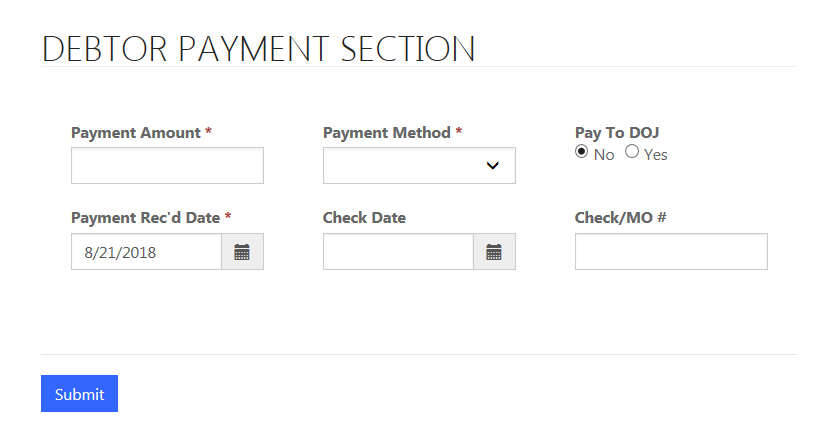 DEBTOR PAYMENT SECTION
Payment Amount * Payment Method * Pay To DOJ
No Yes
Payment Rec'd Date * Check Date Check/MO #
8/21/2018
Submit